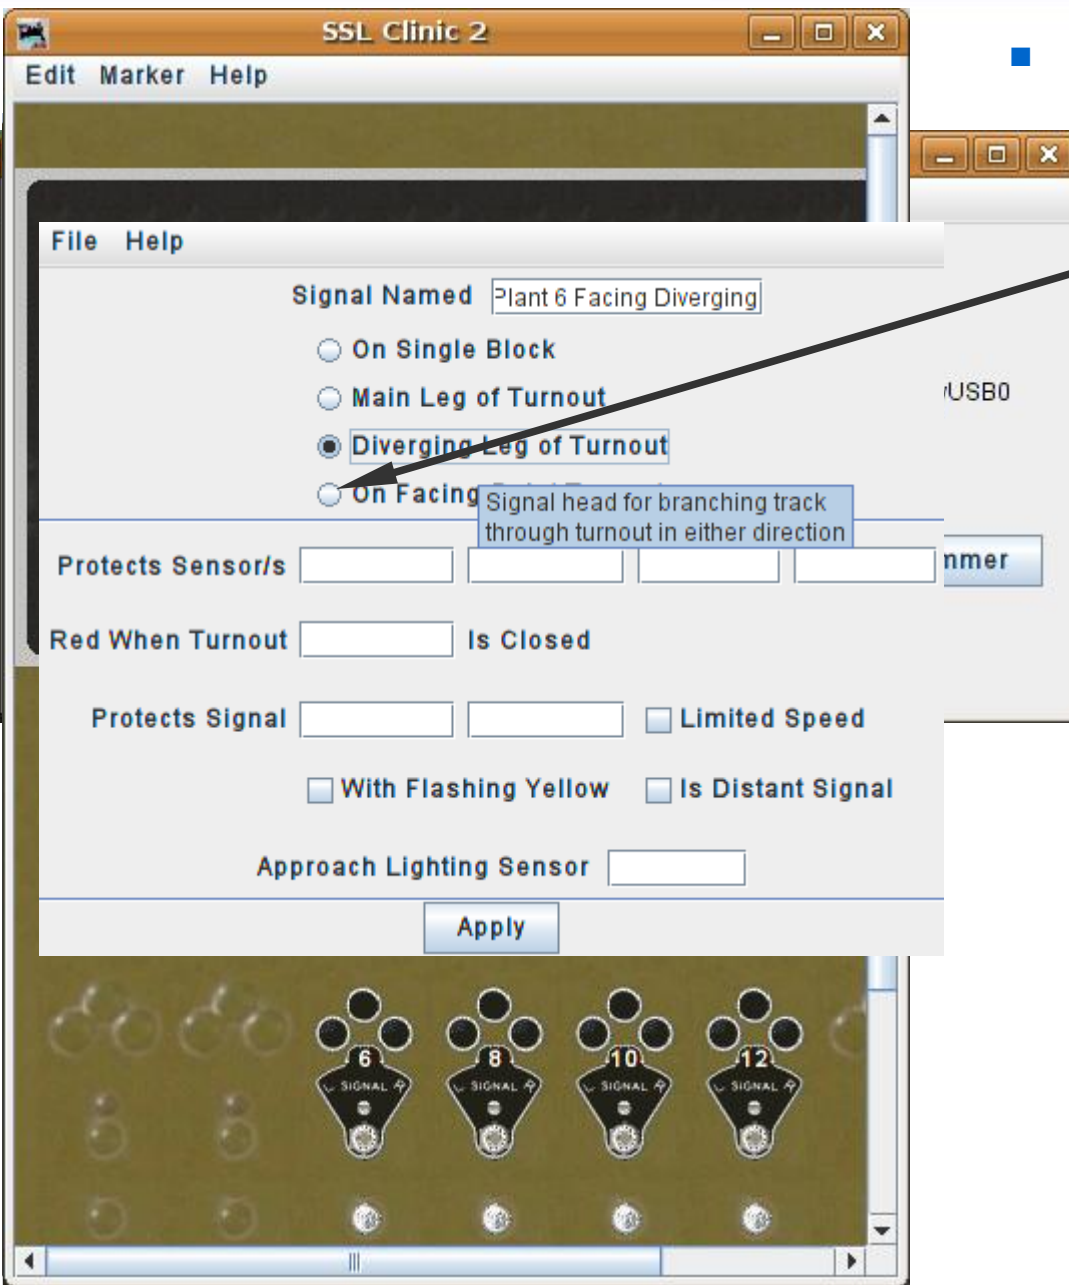 SSL Clinic 2
Edit Marker Help
File Help
Signal Named Plant 6 Facing Diverging
On Single Block
Main Leg of Turnout
Diverging Leg of Turnout
On Facing
Signal head for branching track
through turnout in either direction
Protects Sensor/s
Red When Turnout Is Closed
Protects Signal Limited Speed
With Flashing Yellow Is Distant Signal
Approach Lighting Sensor
Apply
USB0
mmer
6 8 10 12
L SIGNAL R L SIGNAL R L SIGNAL R L SIGNAL R